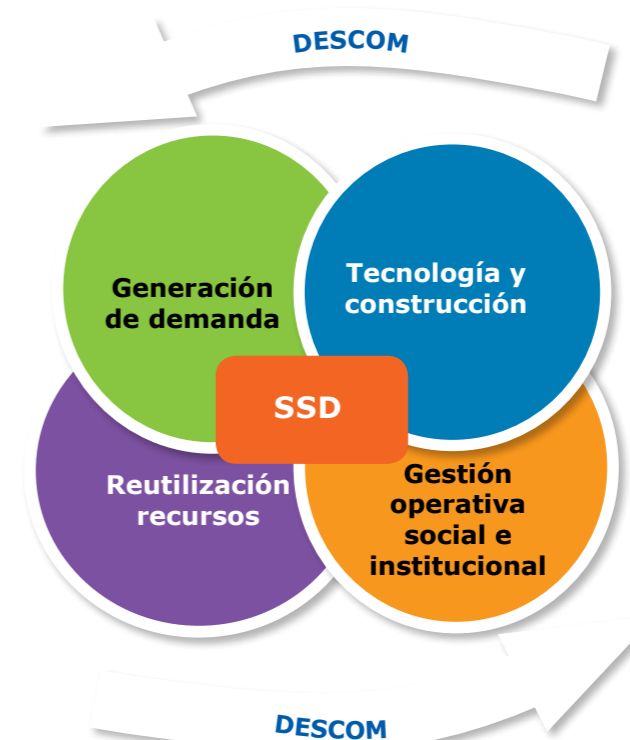 DESCOM
Generación
de demanda
Tecnología y
construcción
SSD
Reutilización
recursos
Gestión
operativa
social e
institucional
DESCOM